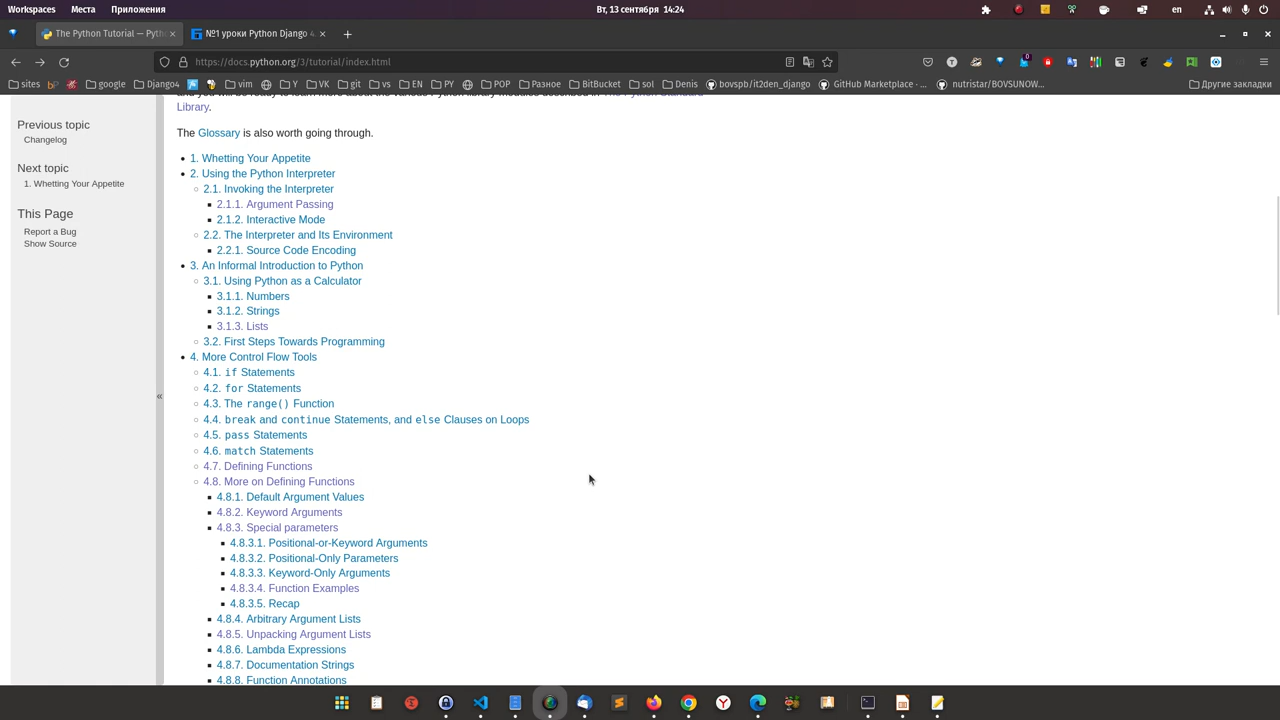 Workspaces Места Приложения Вт, 13 сентября 14:24 en
The Python Tutorial — Pyth №1 уроки Python Django 4.
https://docs.python.org/3/tutorial/index.html
sites google Django4 vim Y VK git vs EN PY POP Разное BitBucket sol Denis bovspb/it2den_django GitHub Marketplace - ... nutristar/BOVSUNOW... Другие закладки
Library.
The Glossary is also worth going through.
Previous topic
Changelog
Next topic
1. Whetting Your Appetite
This Page
Report a Bug
Show Source
«
1. Whetting Your Appetite
2. Using the Python Interpreter
2.1. Invoking the Interpreter
2.1.1. Argument Passing
2.1.2. Interactive Mode
2.2. The Interpreter and Its Environment
2.2.1. Source Code Encoding
3. An Informal Introduction to Python
3.1. Using Python as a Calculator
3.1.1. Numbers
3.1.2. Strings
3.1.3. Lists
3.2. First Steps Towards Programming
4. More Control Flow Tools
4.1. if Statements
4.2. for Statements
4.3. The range() Function
4.4. break and continue Statements, and else Clauses on Loops
4.5. pass Statements
4.6. match Statements
4.7. Defining Functions
4.8. More on Defining Functions
4.8.1. Default Argument Values
4.8.2. Keyword Arguments
4.8.3. Special parameters
4.8.3.1. Positional-or-Keyword Arguments
4.8.3.2. Positional-Only Parameters
4.8.3.3. Keyword-Only Arguments
4.8.3.4. Function Examples
4.8.3.5. Recap
4.8.4. Arbitrary Argument Lists
4.8.5. Unpacking Argument Lists
4.8.6. Lambda Expressions
4.8.7. Documentation Strings
4.8.8. Function Annotations